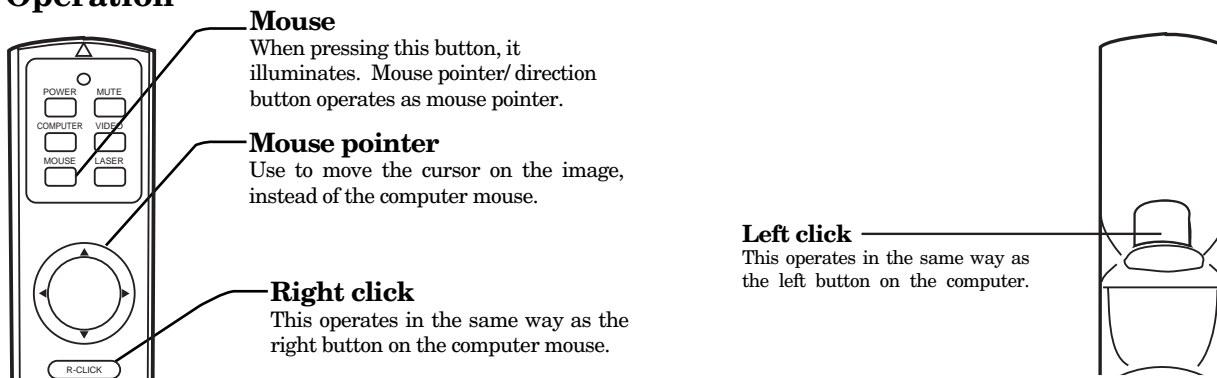 Operation
Mouse
When pressing this button, it
illuminates. Mouse pointer/ direction
button operates as mouse pointer.
Mouse pointer
Use to move the cursor on the image,
instead of the computer mouse.
Right click
This operates in the same way as the
right button on the computer mouse.
POWER MUTE
COMPUTER VIDEO
MOUSE LASER
R-CLICK
Left click
This operates in the same way as
the left button on the computer.